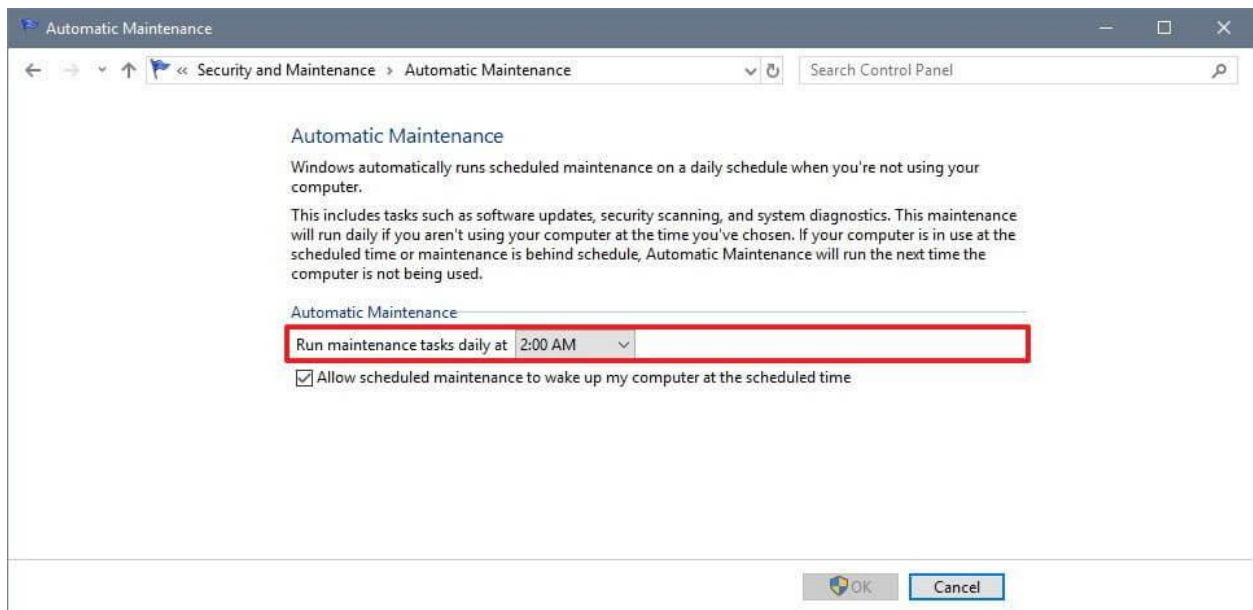 Automatic Maintenance
« Security and Maintenance › Automatic Maintenance
Search Control Panel
Automatic Maintenance
Windows automatically runs scheduled maintenance on a daily schedule when you're not using your
computer.
This includes tasks such as software updates, security scanning, and system diagnostics. This maintenance
will run daily if you aren't using your computer at the time you've chosen. If your computer is in use at the
scheduled time or maintenance is behind schedule, Automatic Maintenance will run the next time the
computer is not being used.
Automatic Maintenance
Run maintenance tasks daily at 2:00 AM
Allow scheduled maintenance to wake up my computer at the scheduled time
OK Cancel